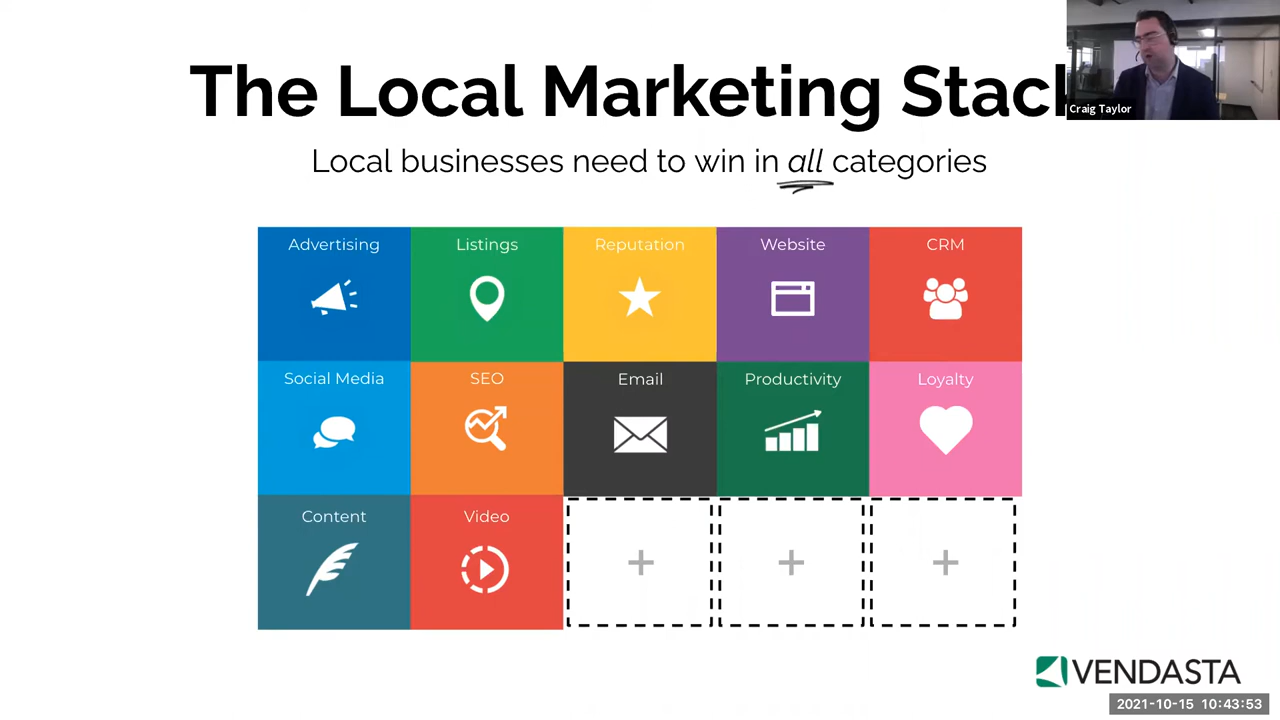 The Local Marketing Stac
Craig Taylor
Local businesses need to win in all categories
Advertising
Listings
Reputation
Website
CRM
Social Media
SEO
Email
Productivity
Loyalty
Content
Video
VENDASTA
2021-10-15 10:43:53